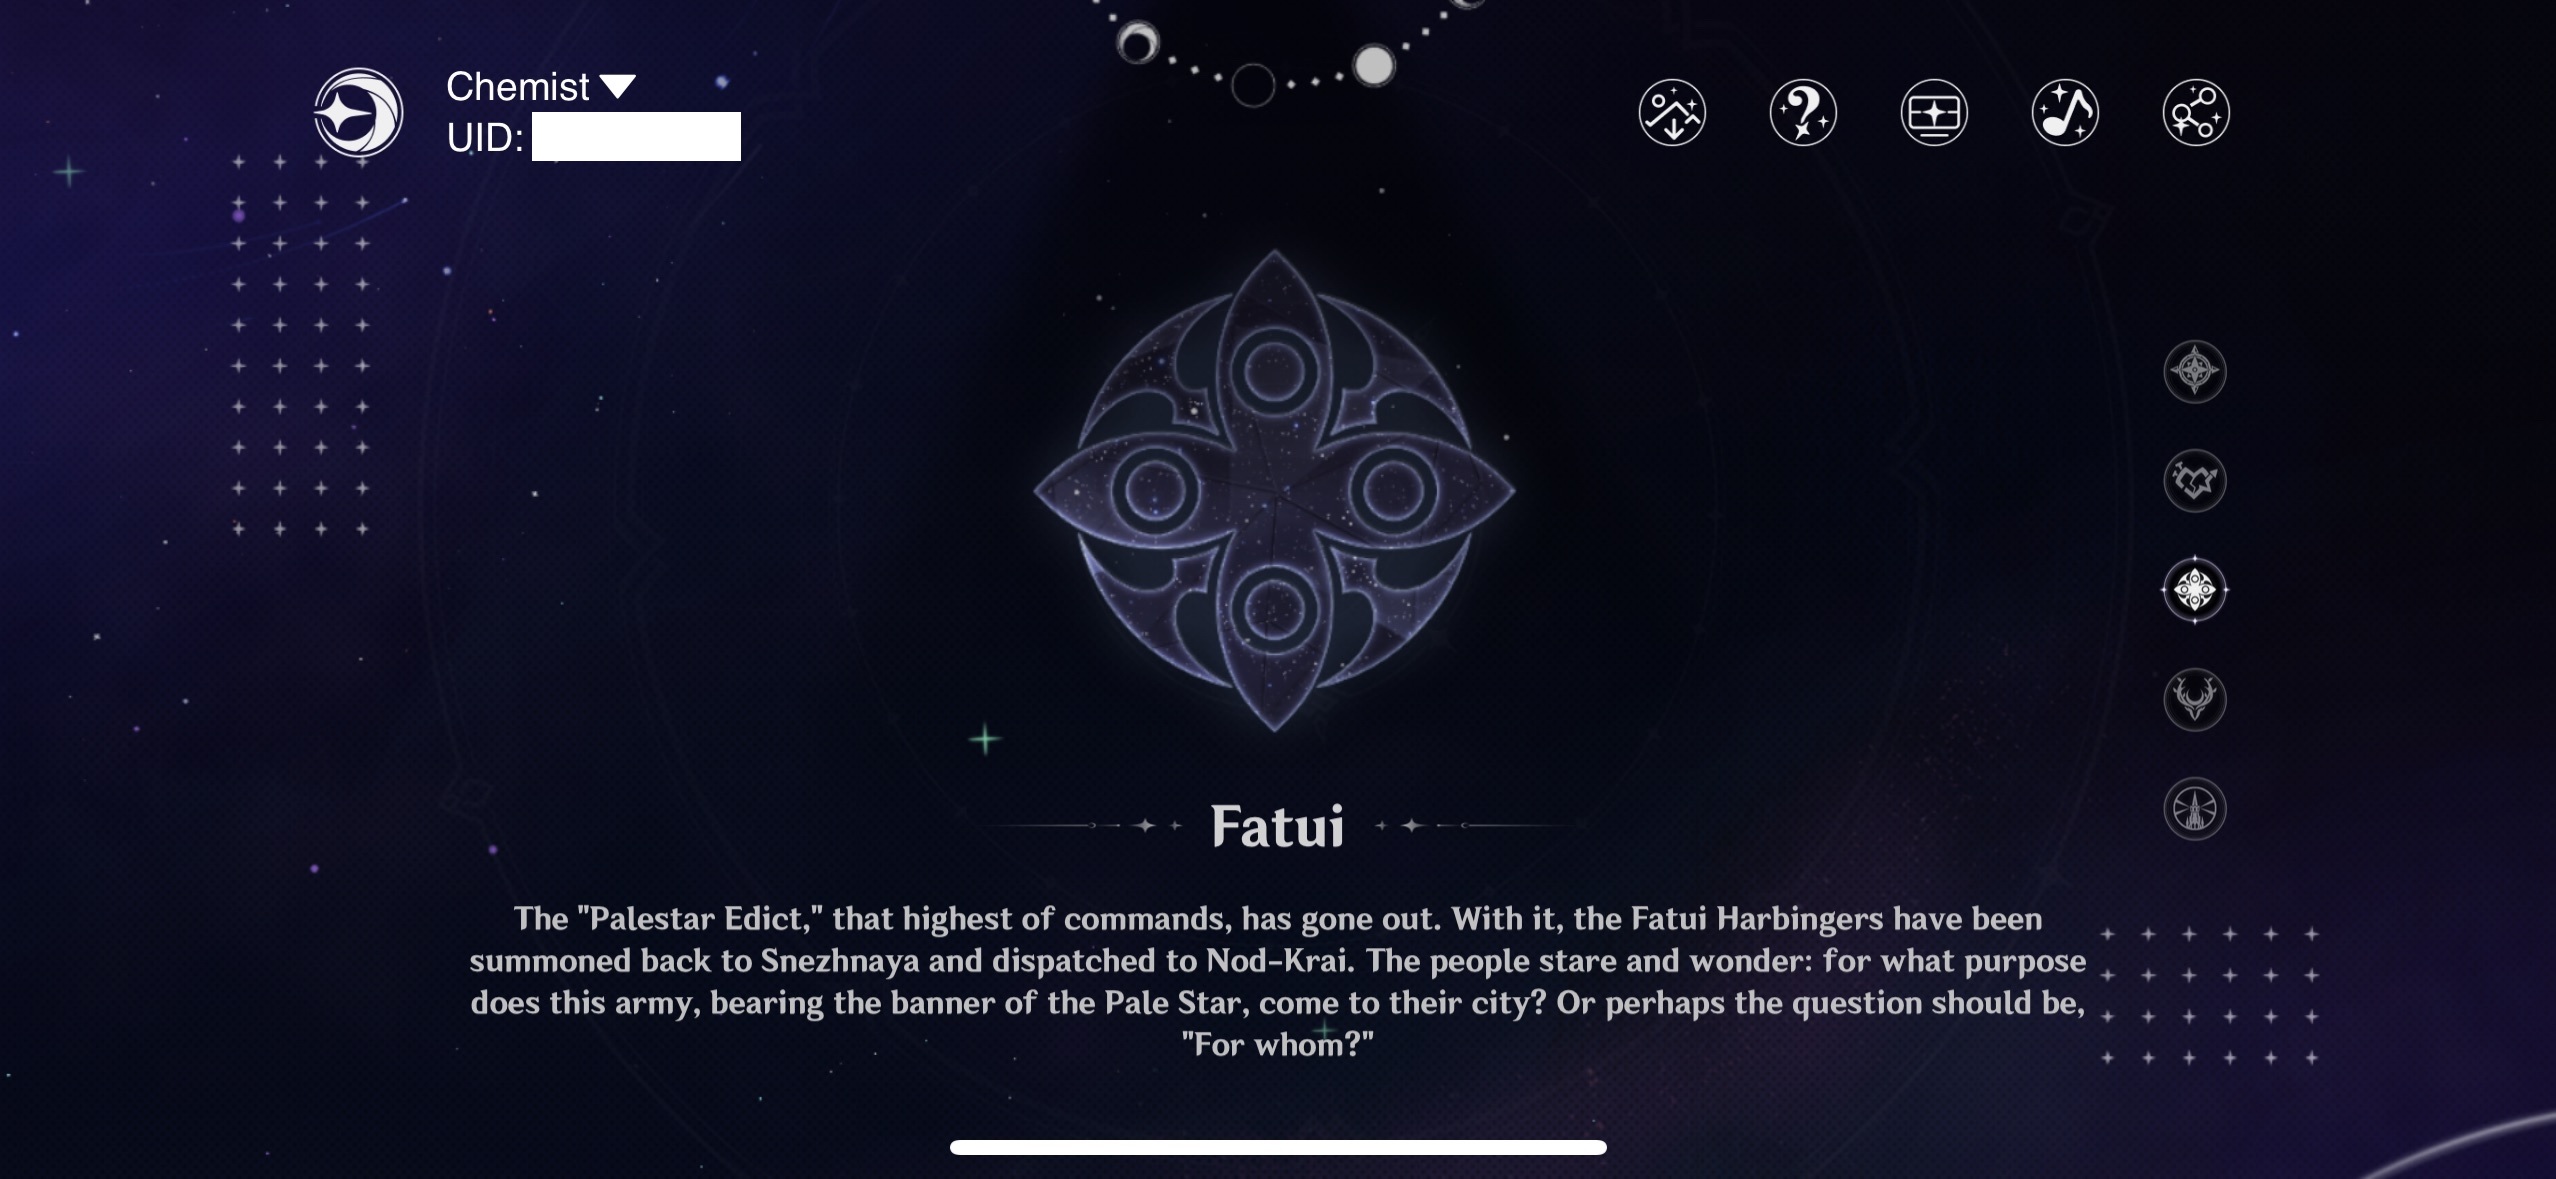 Chemist
UID:
Fatui
The "Palestar Edict," that highest of commands, has gone out. With it, the Fatui Harbingers have been
summoned back to Snezhnaya and dispatched to Nod-Krai. The people stare and wonder: for what purpose
does this army, bearing the banner of the Pale Star, come to their city? Or perhaps the question should be,
"For whom?"